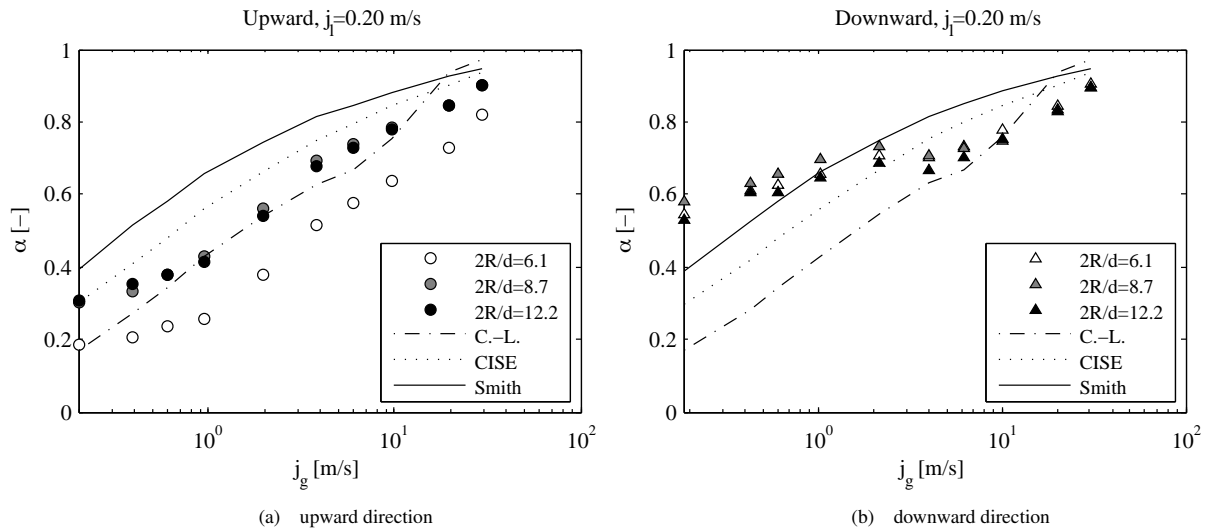 Upward, j_l=0.20 m/s
1
0.8
0.6
0.4
0.2
0
α [−]
10^0
10^1
10^2
j_g [m/s]
2R/d=6.1
2R/d=8.7
2R/d=12.2
C.−L.
CISE
Smith
(a) upward direction
Downward, j_l=0.20 m/s
1
0.8
0.6
0.4
0.2
0
α [−]
10^0
10^1
10^2
j_g [m/s]
2R/d=6.1
2R/d=8.7
2R/d=12.2
C.−L.
CISE
Smith
(b) downward direction